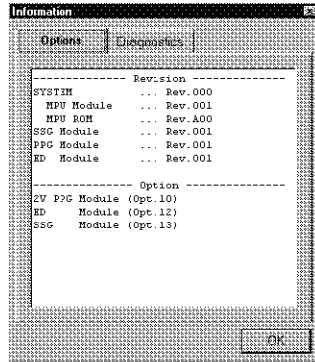 Information
Options Diagnostics
---------- Revision ----------
SYSTEM ... Rev.000
MPU Module ... Rev.001
MPU ROM ... Rev.A00
SSG Module ... Rev.001
PPG Module ... Rev.001
ED Module ... Rev.001
---------- Option ----------
2V PPG Module (Opt.10)
ED Module (Opt.12)
SSG Module (Opt.13)
OK